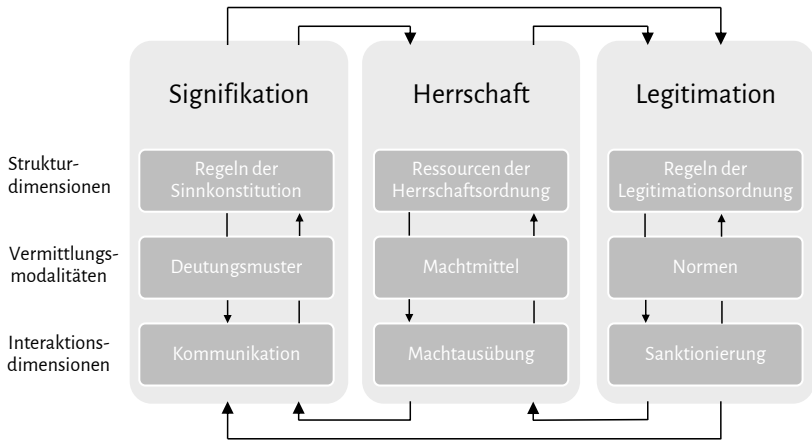 Signifikation
Herrschaft
Legitimation
Struktur-
dimensionen
Regeln der
Sinnkonstitution
Ressourcen der
Herrschaftsordnung
Regeln der
Legitimationsordnung
Vermittlungs-
modalitäten
Deutungsmuster
Machtmittel
Normen
Interaktions-
dimensionen
Kommunikation
Machtausübung
Sanktionierung